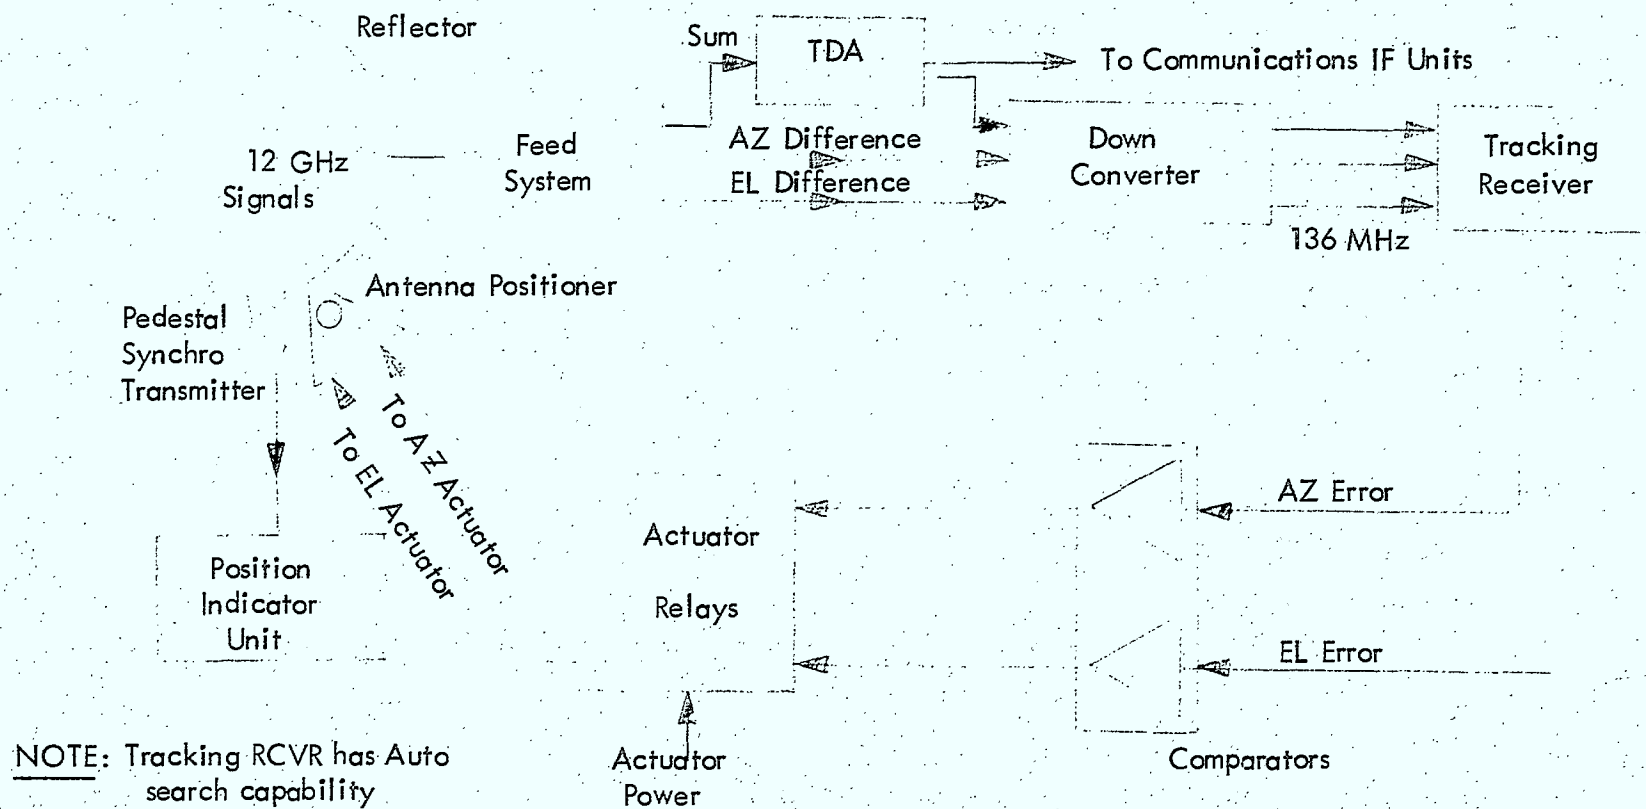 Reflector
Sum
TDA
To Communications IF Units
12 GHz
Signals
Feed
System
AZ Difference
EL Difference
Down
Converter
Tracking
Receiver
136 MHz
Antenna Positioner
Pedestal
Synchro
Transmitter
To AZ Actuator
To EL Actuator
Position
Indicator
Unit
Actuator
Relays
AZ Error
EL Error
Actuator
Power
Comparators
NOTE: Tracking RCVR has Auto
search capability